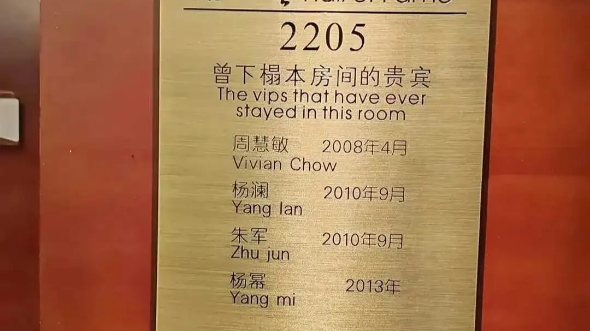 2205
曾下榻本房间的贵宾
The vips that have ever
stayed in this room
周慧敏 2008年4月
Vivian Chow
杨澜 2010年9月
Yang lan
朱军 2010年9月
Zhu jun
杨幂 2013年
Yang mi